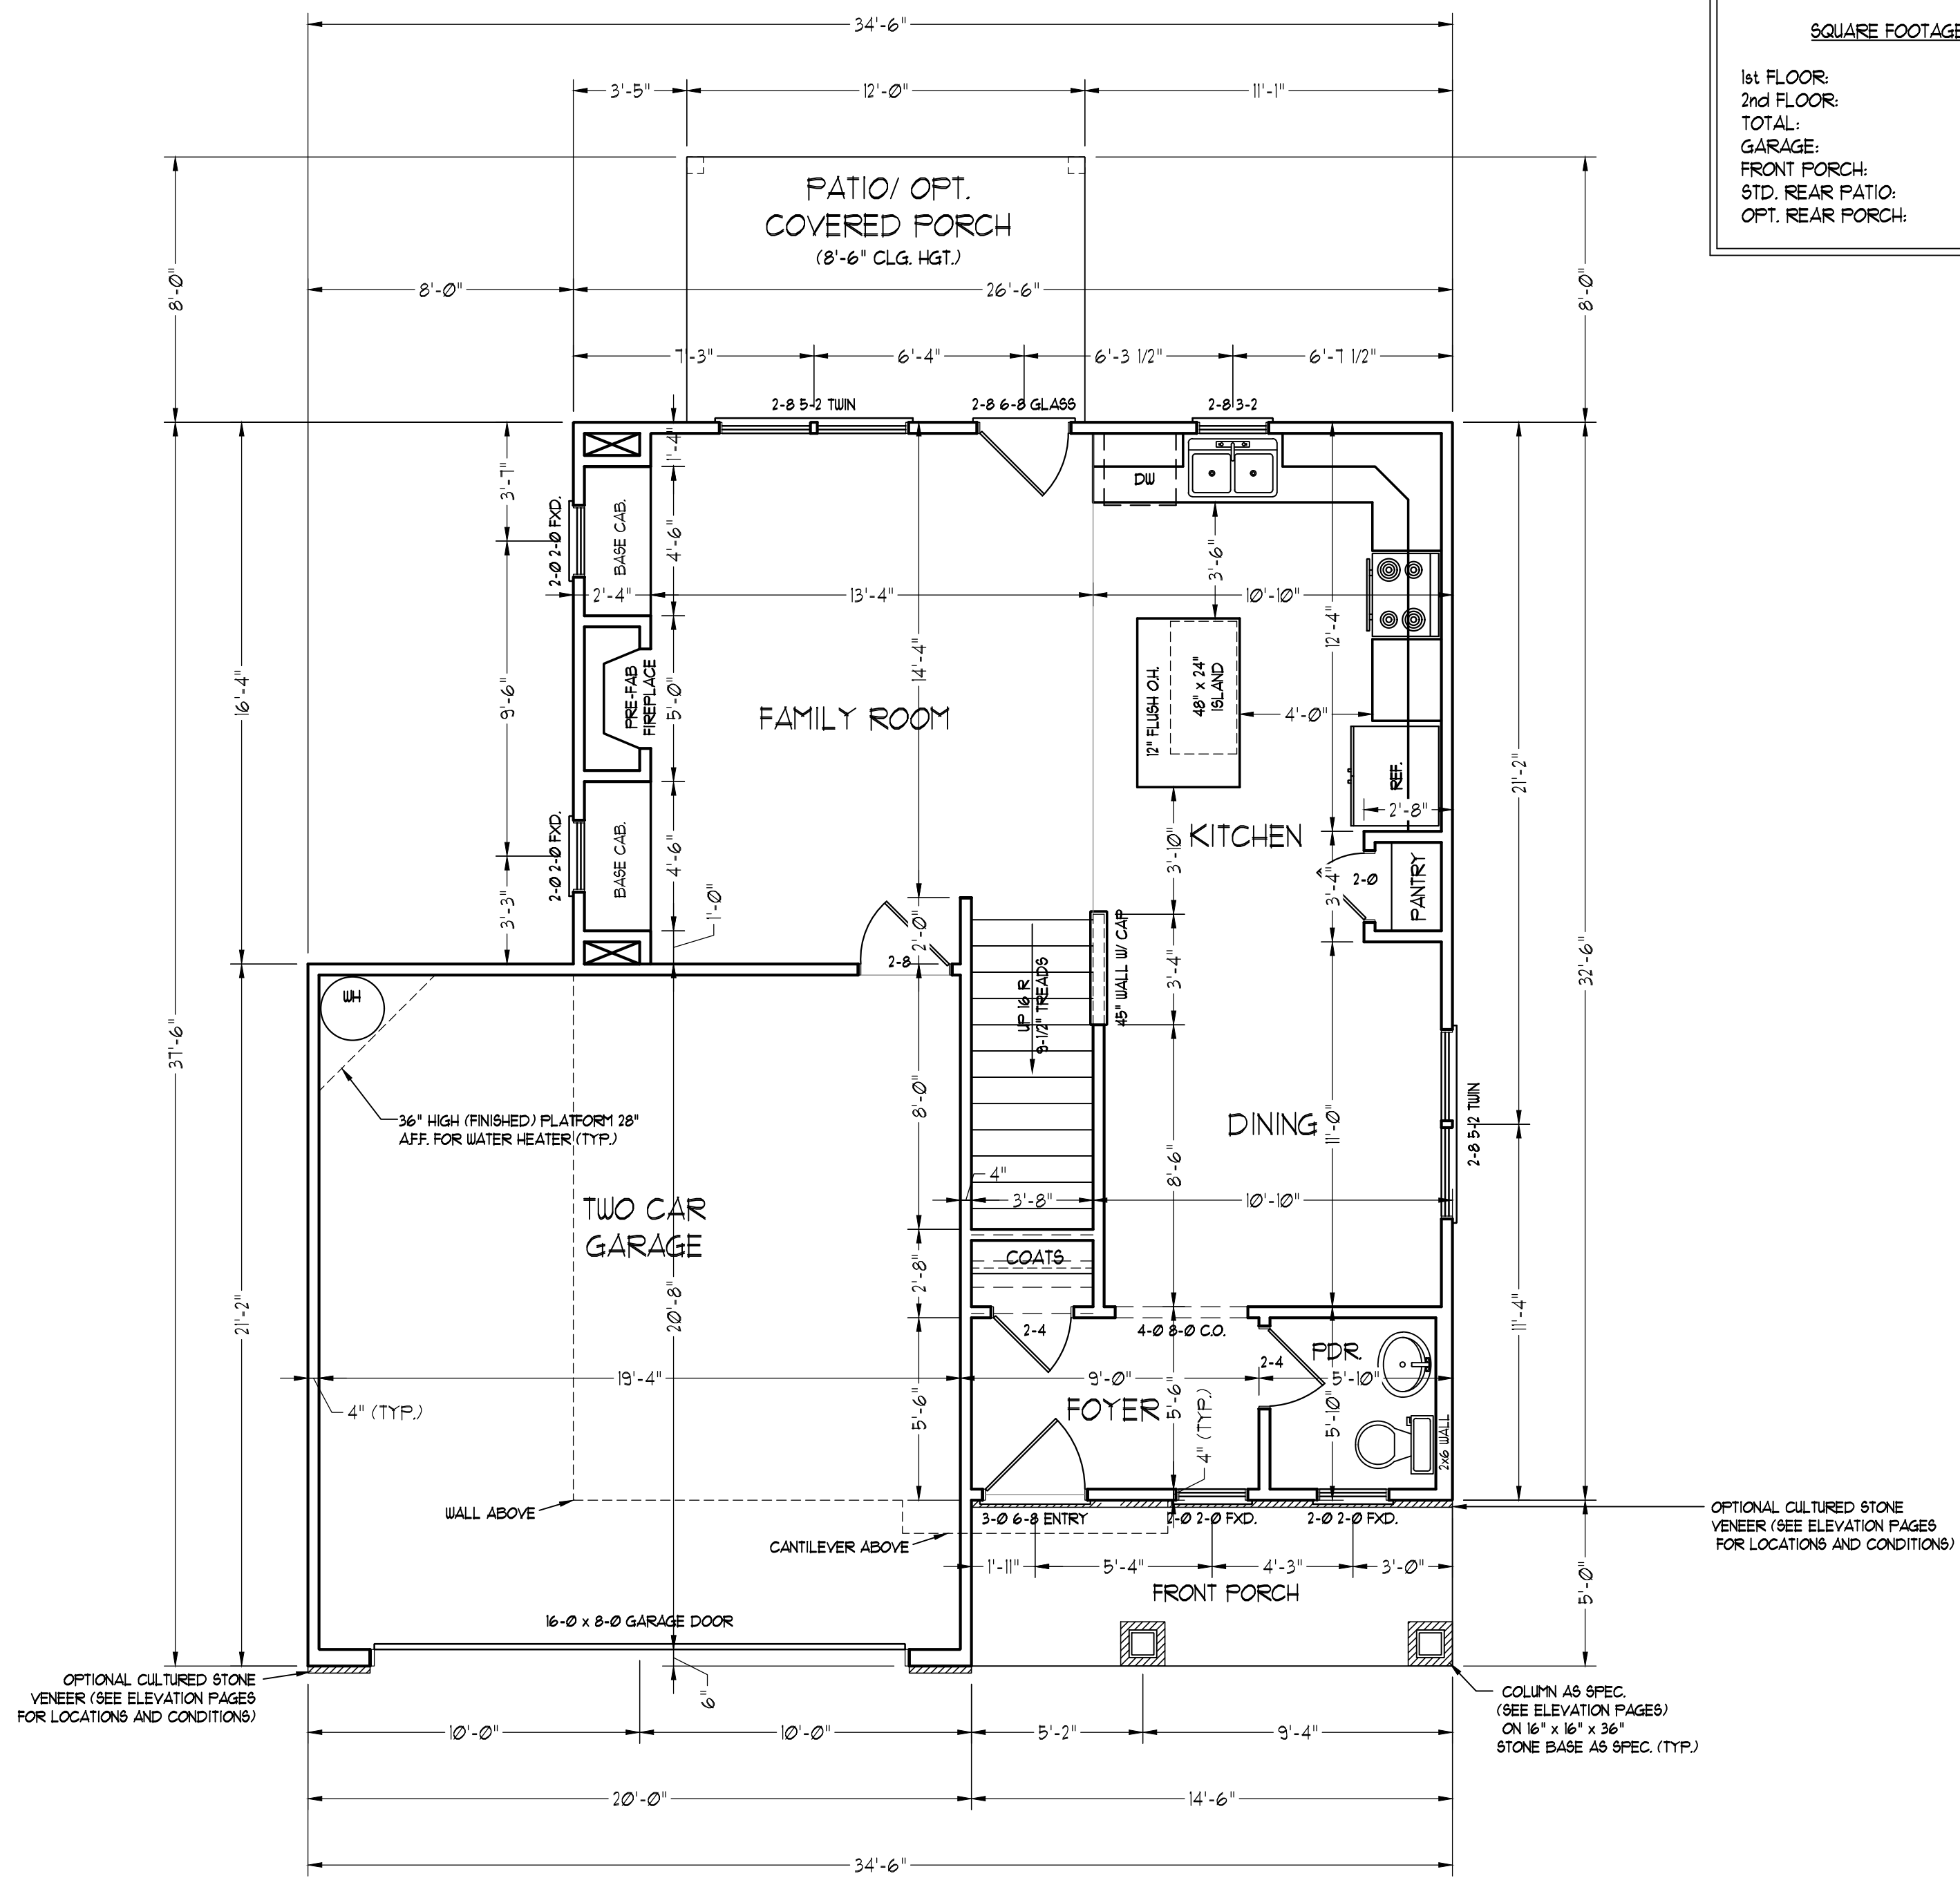 34'-6"
SQUARE FOOTAGE
1st FLOOR:
2nd FLOOR:
TOTAL:
GARAGE:
FRONT PORCH:
STD. REAR PATIO:
OPT. REAR PORCH:
3'-5"
12'-0"
11'-1"
PATIO/ OPT.
COVERED PORCH
(8'-6" CLG. HGT.)
8'-0"
8'-0"
8'-0"
26'-6"
7'-3"
6'-4"
6'-3 1/2"
6'-7 1/2"
2-8 5-2 TWIN
2-8 6-8 GLASS
2-8 3-2
1'-4"
3'-7"
2-0 2-0 FXD.
BASE CAB.
4'-6"
DW
3'-6"
2'-4"
13'-4"
10'-10"
12'-4"
14'-4"
16'-4"
9'-6"
PRE-FAB
FIREPLACE
5'-0"
FAMILY ROOM
12" FLUSH O.H.
48" x 24"
ISLAND
4'-0"
REF.
2'-8"
21'-2"
KITCHEN
3'-10"
2-0 2-0 FXD.
BASE CAB.
4'-6"
3'-3"
1'-0"
2'-0"
2-8
3'-4"
2-0
PANTRY
45" WALL W/ CAP
3'-4"
UP 16 R
9-1/2" TREADS
32'-6"
37'-6"
WH
36" HIGH (FINISHED) PLATFORM 28"
A.F.F. FOR WATER HEATER (TYP.)
8'-0"
8'-6"
DINING
11'-0"
2-8 5-2 TWIN
4"
3'-8"
10'-10"
TWO CAR
GARAGE
COATS
2'-8"
20'-8"
21'-2"
11'-4"
2-4
4-0 8-0 C.O.
2-4
PDR.
19'-4"
9'-0"
5'-10"
4" (TYP.)
5'-6"
FOYER
5'-6"
4" (TYP.)
5'-10"
2x6 WALL
WALL ABOVE
CANTILEVER ABOVE
3-0 6-8 ENTRY
2-0 2-0 FXD.
2-0 2-0 FXD.
OPTIONAL CULTURED STONE
VENEER (SEE ELEVATION PAGES
FOR LOCATIONS AND CONDITIONS)
1'-11"
5'-4"
4'-3"
3'-0"
FRONT PORCH
5'-0"
16-0 x 8-0 GARAGE DOOR
OPTIONAL CULTURED STONE
VENEER (SEE ELEVATION PAGES
FOR LOCATIONS AND CONDITIONS)
6"
COLUMN AS SPEC.
(SEE ELEVATION PAGES)
ON 16" x 16" x 36"
STONE BASE AS SPEC. (TYP.)
10'-0"
10'-0"
5'-2"
9'-4"
20'-0"
14'-6"
34'-6"